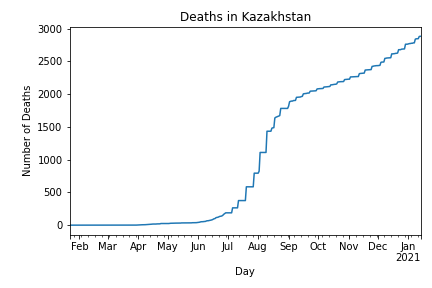 Deaths in Kazakhstan
Number of Deaths
3000
2500
2000
1500
1000
500
0
Feb Mar Apr May Jun Jul Aug Sep Oct Nov Dec Jan
2021
Day